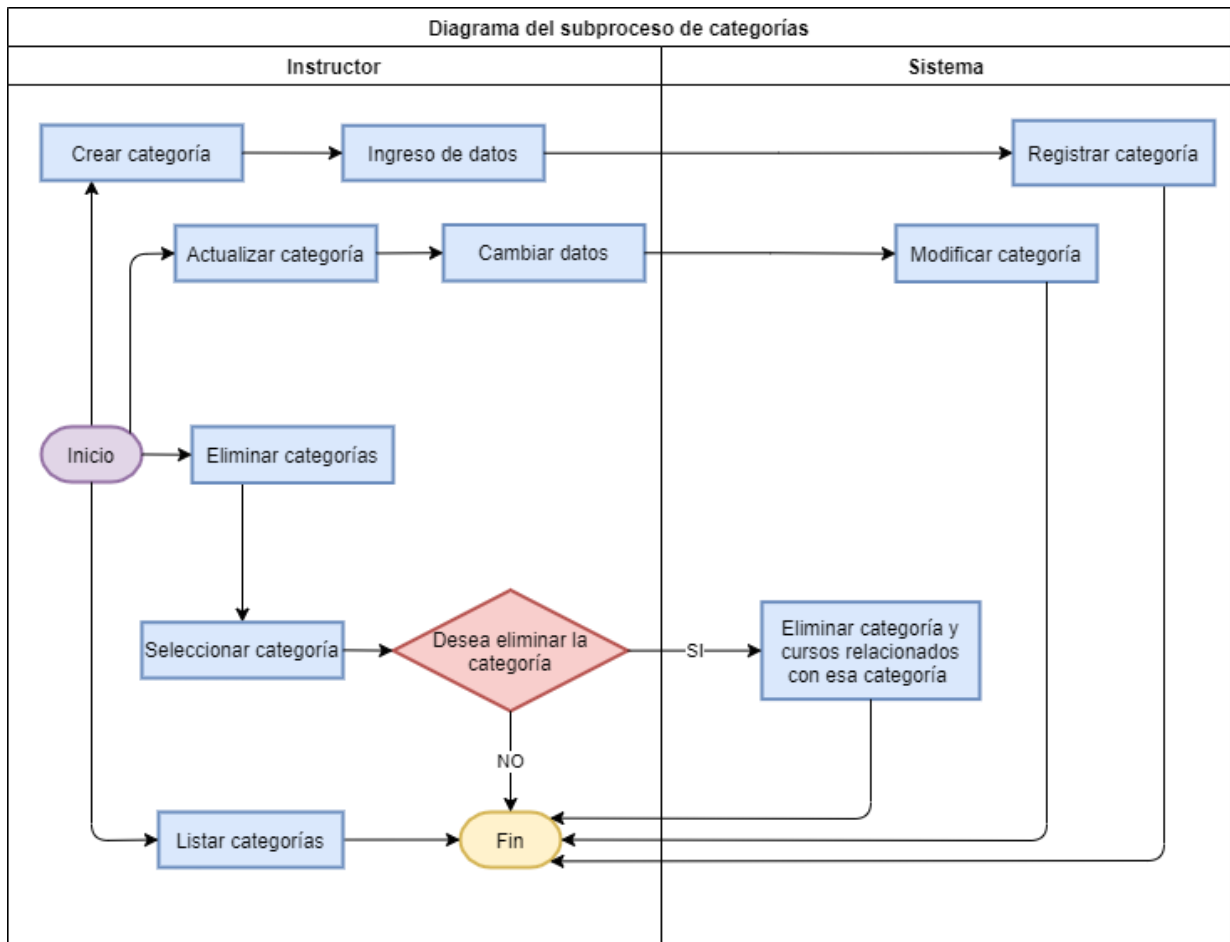 Diagrama del subproceso de categorías
Instructor
Sistema
Crear categoría
Ingreso de datos
Registrar categoría
Actualizar categoría
Cambiar datos
Modificar categoría
Inicio
Eliminar categorías
Seleccionar categoría
Desea eliminar la
categoría
SI
Eliminar categoría y
cursos relacionados
con esa categoría
NO
Listar categorías
Fin